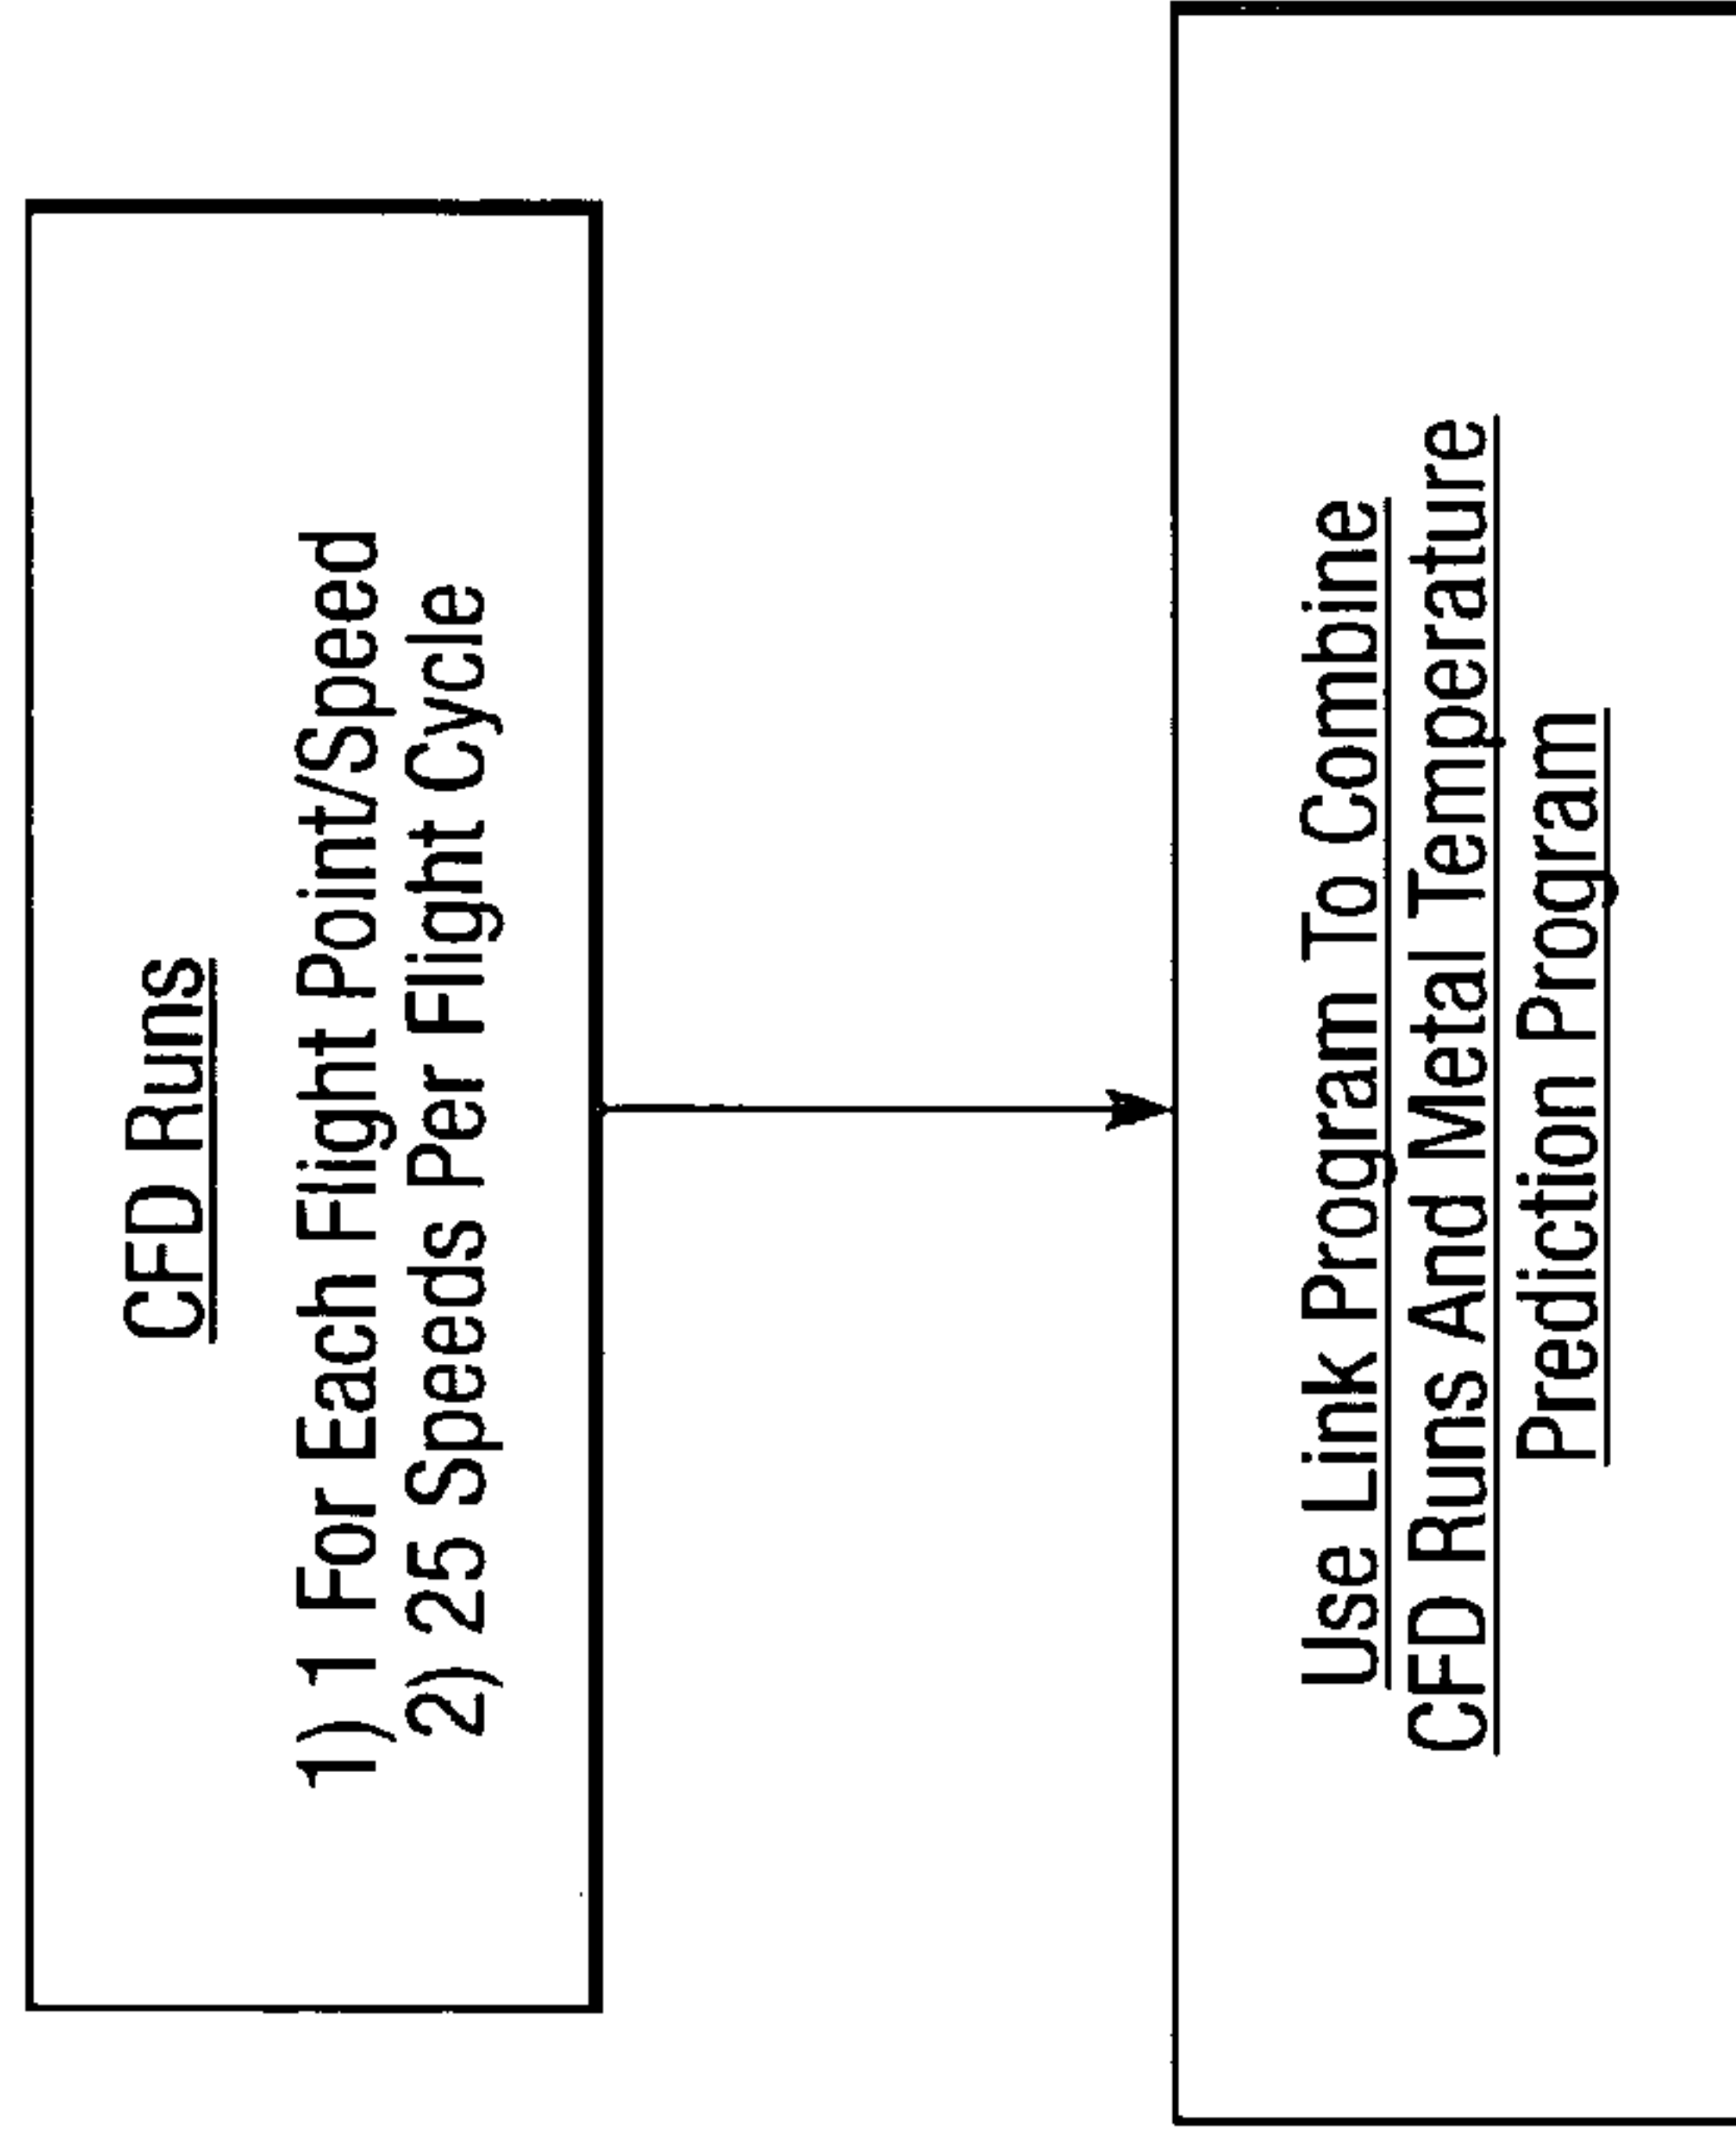 CFD Runs
1) 1 For Each Flight Point/Speed
2) 25 Speeds Per Flight Cycle
Use Link Program To Combine
CFD Runs And Metal Temperature
Prediction Program